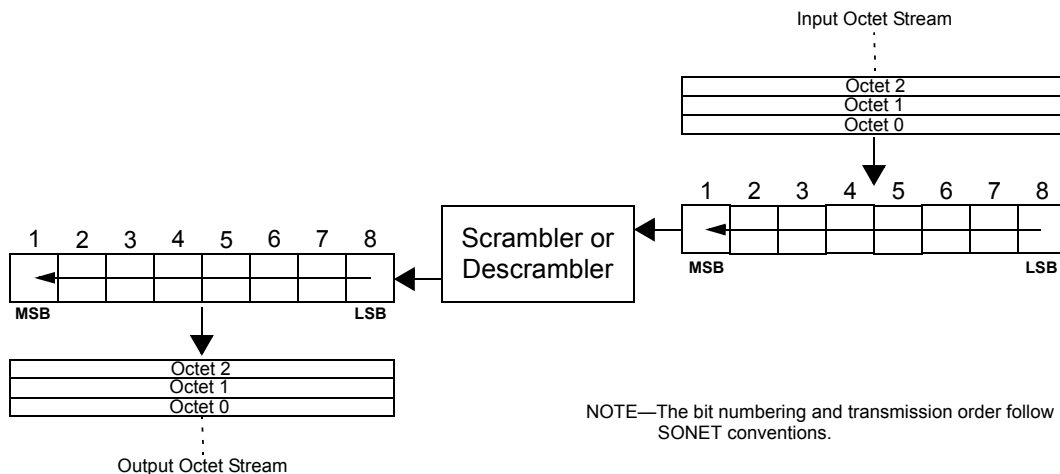 Input Octet Stream
Octet 2
Octet 1
Octet 0
1 2 3 4 5 6 7 8
MSB LSB
Scrambler or
Descrambler
1 2 3 4 5 6 7 8
MSB LSB
Octet 2
Octet 1
Octet 0
Output Octet Stream
NOTE—The bit numbering and transmission order follow
SONET conventions.